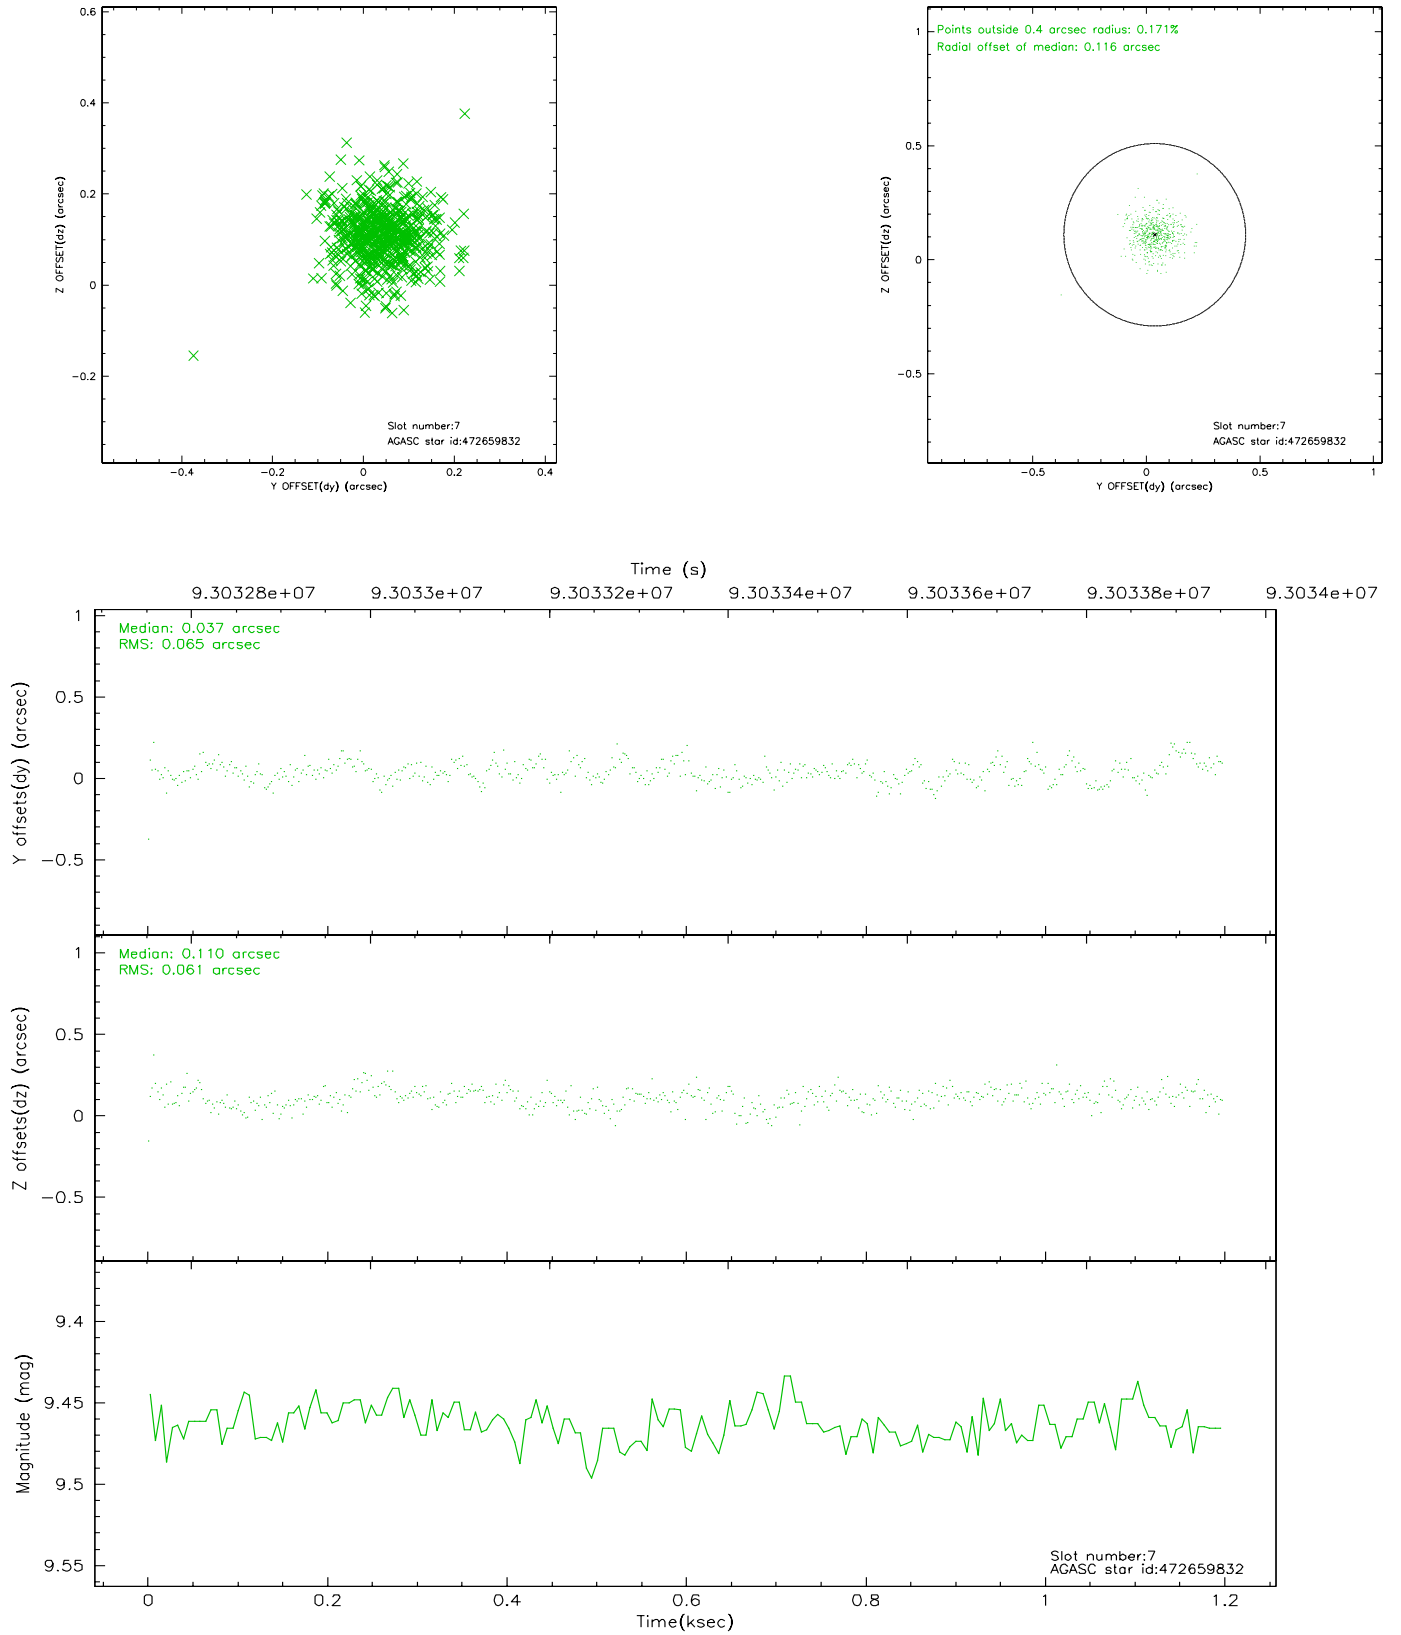 0.6
0.4
0.2
0
−0.2
Z OFFSET(dz) (arcsec)
Slot number:7
AGASC star id:472659832
−0.4 −0.2 0 0.2 0.4
Y OFFSET(dy) (arcsec)
Points outside 0.4 arcsec radius: 0.171%
Radial offset of median: 0.116 arcsec
1
0.5
0
−0.5
Z OFFSET(dz) (arcsec)
Slot number:7
AGASC star id:472659832
−0.5 0 0.5 1
Y OFFSET(dy) (arcsec)
Time (s)
9.30328e+07 9.3033e+07 9.30332e+07 9.30334e+07 9.30336e+07 9.30338e+07 9.3034e+07
Median: 0.037 arcsec
RMS: 0.065 arcsec
1
0.5
0
−0.5
Y offsets(dy) (arcsec)
Median: 0.110 arcsec
RMS: 0.061 arcsec
1
0.5
0
−0.5
Z offsets(dz) (arcsec)
9.4
9.45
9.5
9.55
Magnitude (mag)
Slot number:7
AGASC star id:472659832
0 0.2 0.4 0.6 0.8 1 1.2
Time(ksec)